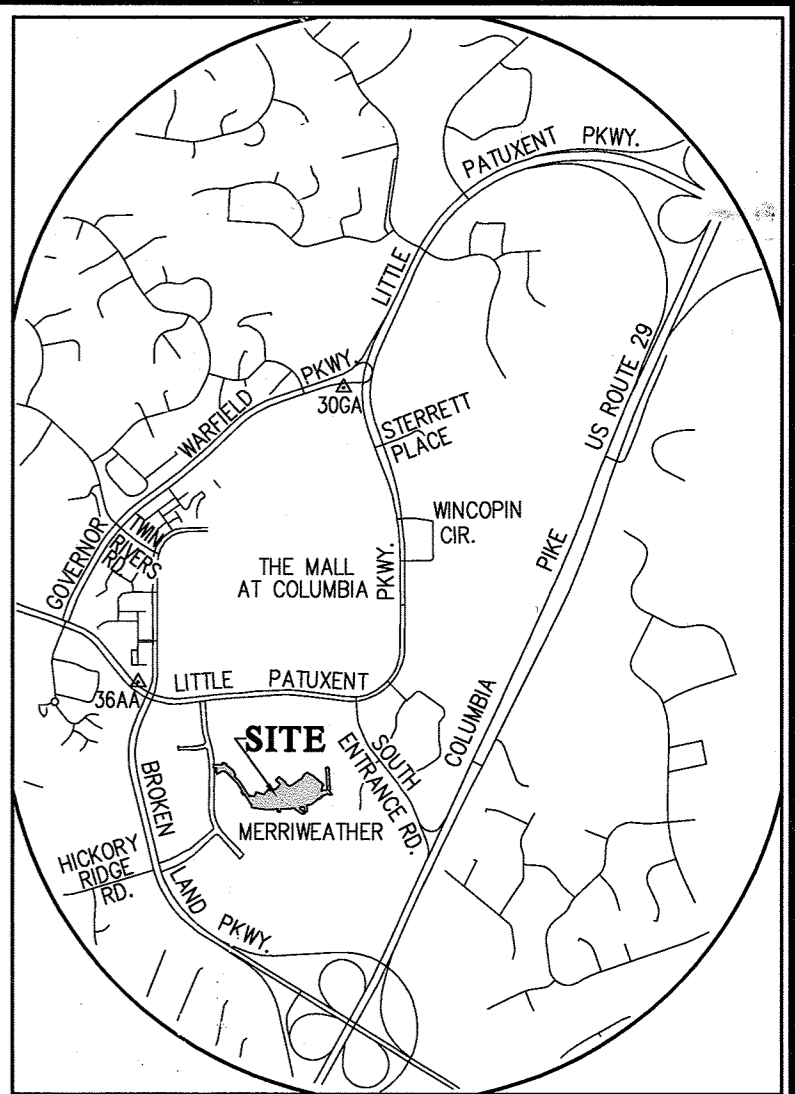 PATUXENT PKWY.
LITTLE
US ROUTE 29
PKWY.
30GA
WARFIELD
STERRETT
PLACE
WINCOPIN
CIR.
GOVERNOR
TWIN
RIVERS
RD.
THE MALL
AT COLUMBIA
PKWY.
PIKE
36AA
LITTLE PATUXENT
COLUMBIA
SITE
SOUTH
ENTRANCE RD.
BROKEN
MERRIWEATHER
HICKORY
RIDGE
RD.
LAND
PKWY.